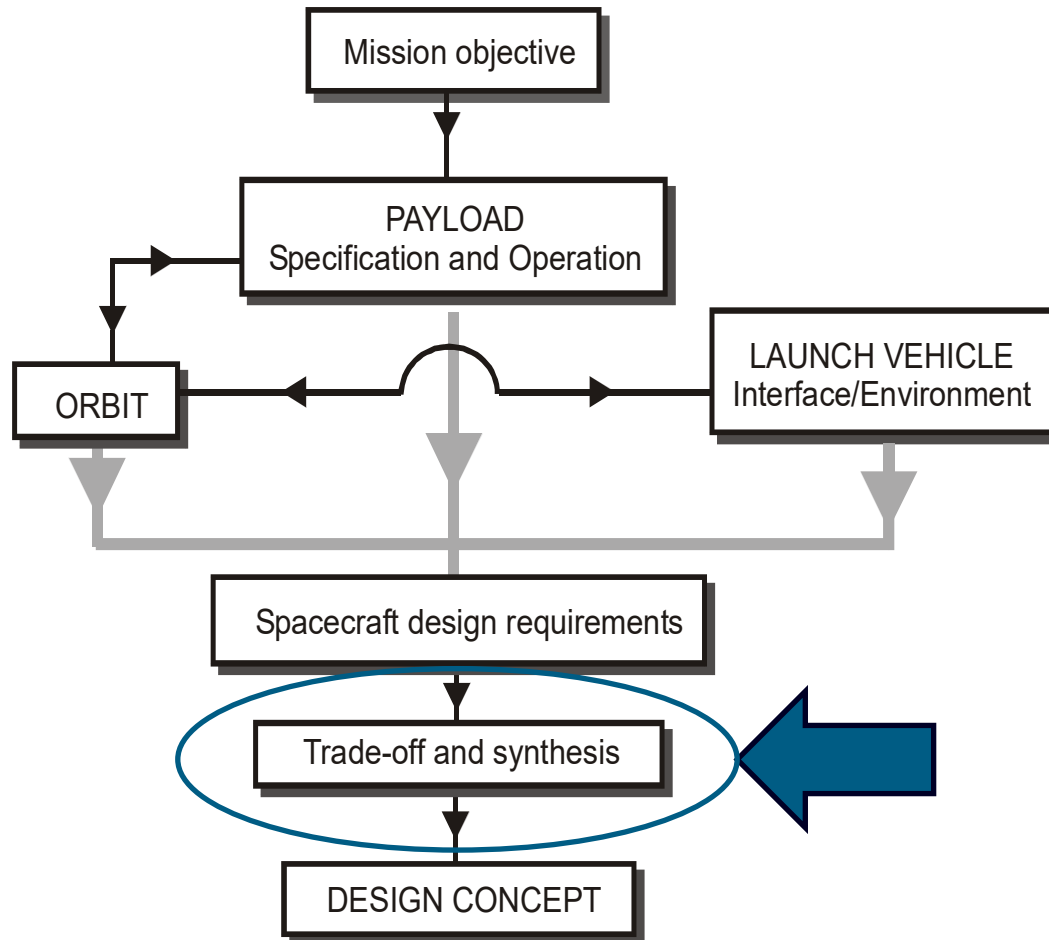 Mission objective
PAYLOAD
Specification and Operation
LAUNCH VEHICLE
Interface/Environment
ORBIT
Spacecraft design requirements
Trade-off and synthesis
DESIGN CONCEPT